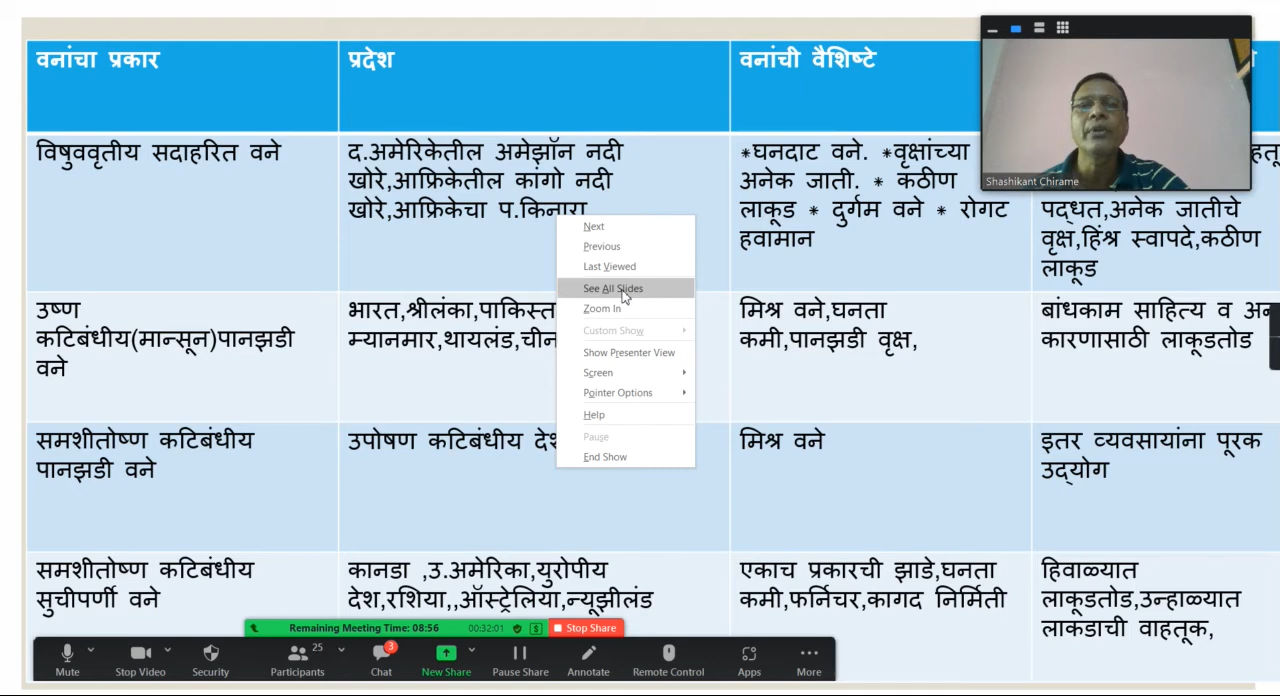 वनांचा प्रकार
प्रदेश
वनांची वैशिष्टे
विषुववृतीय सदाहरित वने
द.अमेरिकेतील अमेझॉन नदी
खोरे,आफ्रिकेतील कांगो नदी
खोरे,आफ्रिकेचा प.किनारा
*घनदाट वने. *वृक्षांच्या
अनेक जाती. * कठीण
लाकूड * दुर्गम वने * रोगट
हवामान
पद्धत,अनेक जातीचे
वृक्ष,हिंश्र स्वापदे,कठीण
लाकूड
उष्ण
कटिबंधीय(मान्सून)पानझडी
वने
भारत,श्रीलंका,पाकिस्त
म्यानमार,थायलंड,चीन
मिश्र वने,घनता
कमी,पानझडी वृक्ष,
बांधकाम साहित्य व अन
कारणासाठी लाकूडतोड
समशीतोष्ण कटिबंधीय
पानझडी वने
उपोषण कटिबंधीय दे
मिश्र वने
इतर व्यवसायांना पूरक
उद्योग
समशीतोष्ण कटिबंधीय
सुचीपर्णी वने
कानडा ,उ.अमेरिका,युरोपीय
देश,रशिया,,ऑस्ट्रेलिया,न्यूझीलंड
एकाच प्रकारची झाडे,घनता
कमी,फर्निचर,कागद निर्मिती
हिवाळ्यात
लाकूडतोड,उन्हाळ्यात
लाकडाची वाहतूक,
Shashikant Chirame
Next
Previous
Last Viewed
See All Slides
Zoom In
Custom Show
Show Presenter View
Screen
Pointer Options
Help
Pause
End Show
Remaining Meeting Time: 08:56 00:32:01 Stop Share
Mute
Stop Video
Security
Participants 25
Chat 3
New Share
Pause Share
Annotate
Remote Control
Apps
More